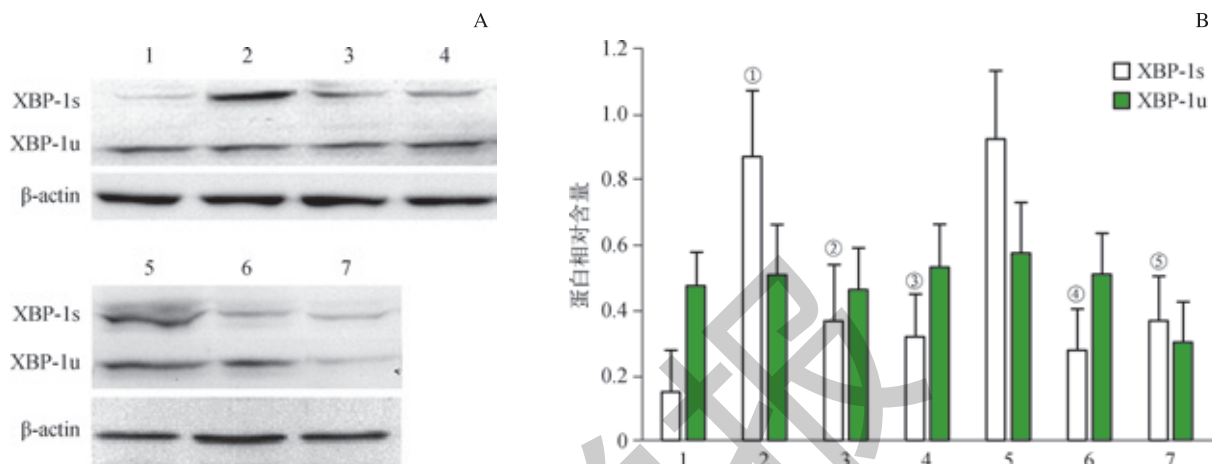 A
1 2 3 4
XBP-1s
XBP-1u
β-actin
5 6 7
XBP-1s
XBP-1u
β-actin
B
蛋白相对含量
1.2
1.0
0.8
0.6
0.4
0.2
0
XBP-1s
XBP-1u
①
②
③
④
⑤
1 2 3 4 5 6 7